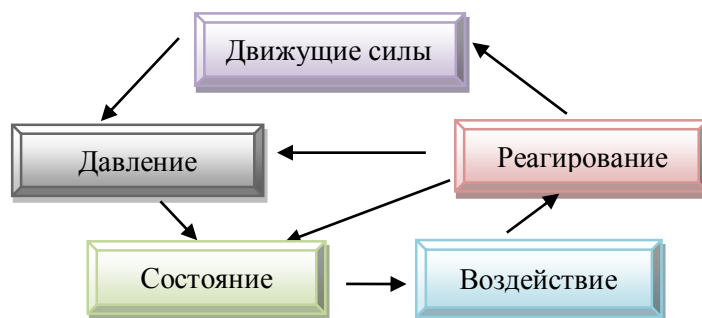 Движущие силы
Давление
Реагирование
Состояние
Воздействие